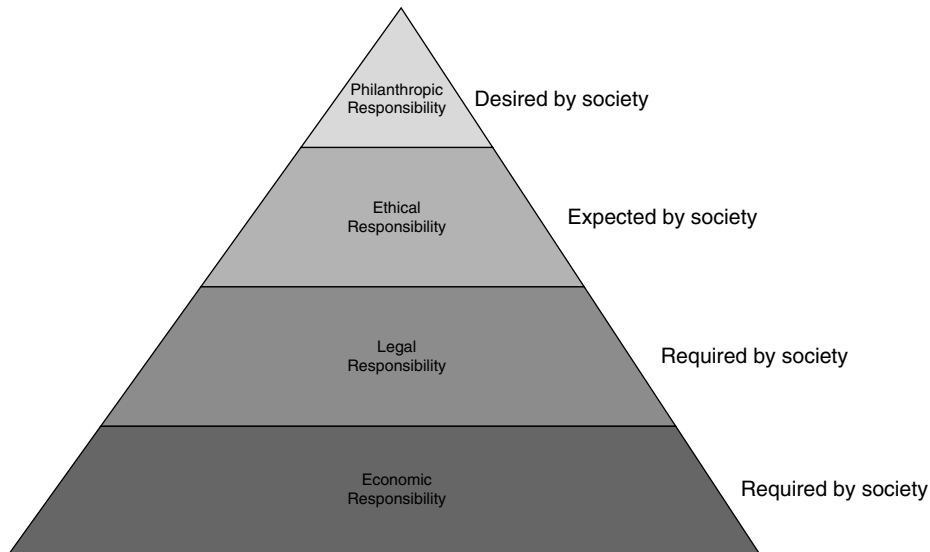 Philanthropic
Responsibility
Desired by society
Ethical
Responsibility
Expected by society
Legal
Responsibility
Required by society
Economic
Responsibility
Required by society